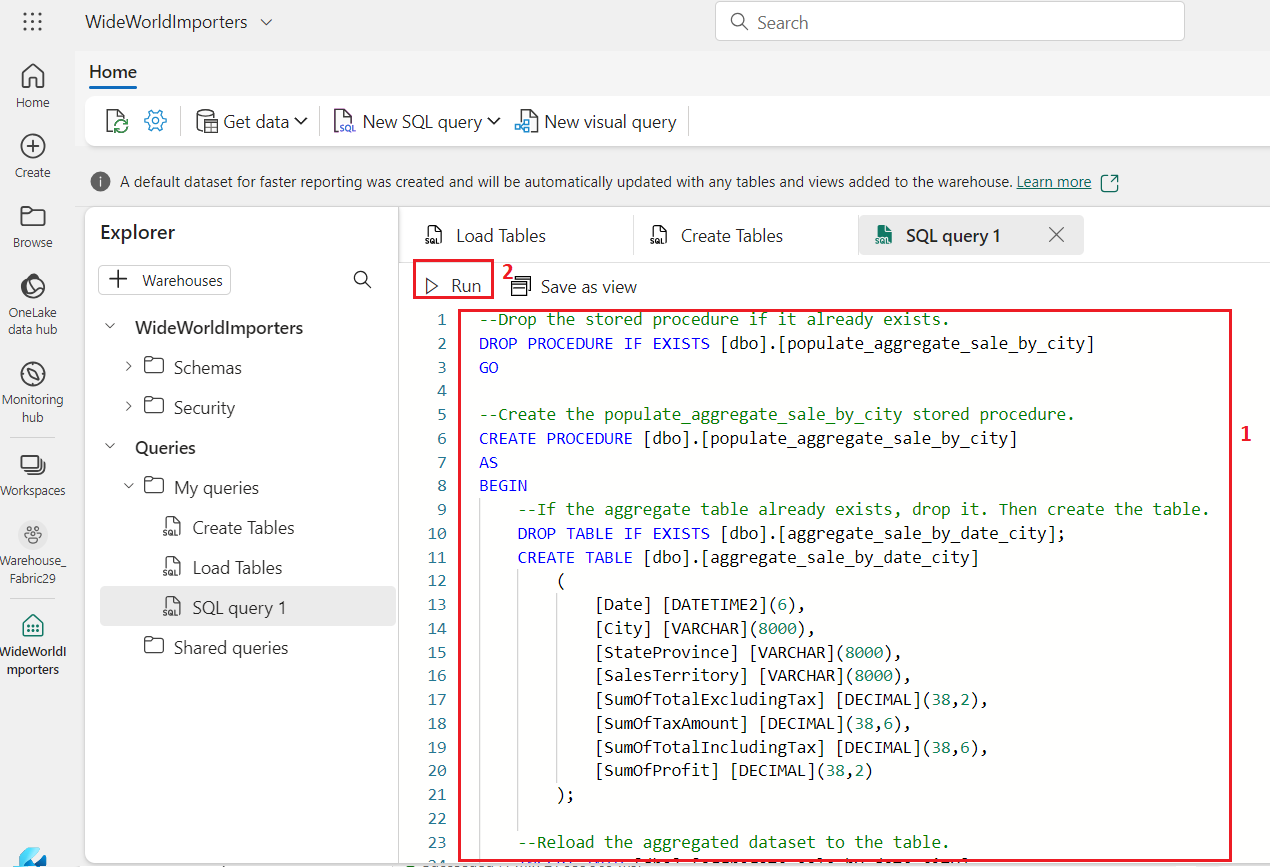 WideWorldImporters
Search
Home
Get data
New SQL query
New visual query
A default dataset for faster reporting was created and will be automatically updated with any tables and views added to the warehouse. Learn more
Home
Create
Browse
OneLake
data hub
Monitoring
hub
Workspaces
Warehouse_
Fabric29
WideWorldI
mporters
Explorer
Warehouses
WideWorldImporters
Schemas
Security
Queries
My queries
Create Tables
Load Tables
SQL query 1
Shared queries
Load Tables
Create Tables
SQL query 1
Run
2
Save as view
1
1 --Drop the stored procedure if it already exists.
2 DROP PROCEDURE IF EXISTS [dbo].[populate_aggregate_sale_by_city]
3 GO
4
5 --Create the populate_aggregate_sale_by_city stored procedure.
6 CREATE PROCEDURE [dbo].[populate_aggregate_sale_by_city]
7 AS
8 BEGIN
9 --If the aggregate table already exists, drop it. Then create the table.
10 DROP TABLE IF EXISTS [dbo].[aggregate_sale_by_date_city];
11 CREATE TABLE [dbo].[aggregate_sale_by_date_city]
12 (
13 [Date] [DATETIME2](6),
14 [City] [VARCHAR](8000),
15 [StateProvince] [VARCHAR](8000),
16 [SalesTerritory] [VARCHAR](8000),
17 [SumOfTotalExcludingTax] [DECIMAL](38,2),
18 [SumOfTaxAmount] [DECIMAL](38,6),
19 [SumOfTotalIncludingTax] [DECIMAL](38,6),
20 [SumOfProfit] [DECIMAL](38,2)
21 );
22
23 --Reload the aggregated dataset to the table.